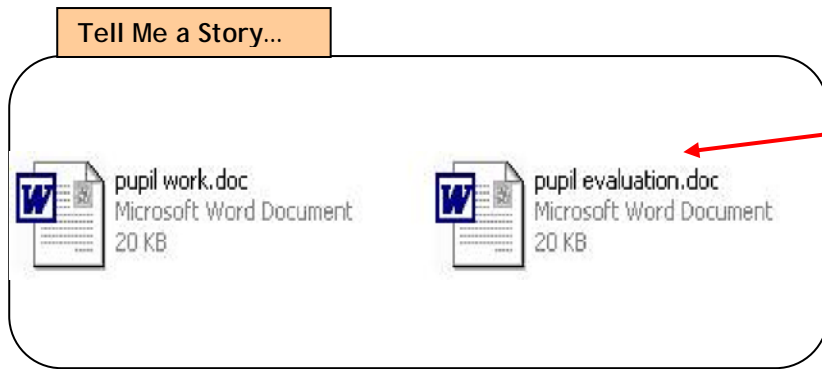 Tell Me a Story...
pupil work.doc
Microsoft Word Document
20 KB
pupil evaluation.doc
Microsoft Word Document
20 KB